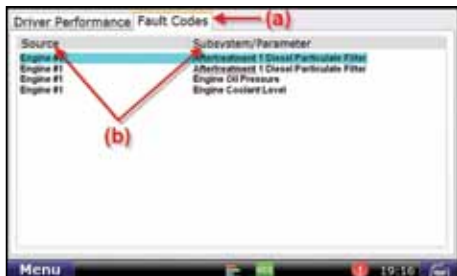 Driver Performance Fault Codes (a)
Source Subsystem/Parameter
Engine #1 Aftertreatment 1 Diesel Particulate Filter
Engine #1 Aftertreatment 1 Diesel Particulate Filter
Engine #1 Engine Oil Pressure
Engine #1 Engine Coolant Level
(b)
Menu 19:16